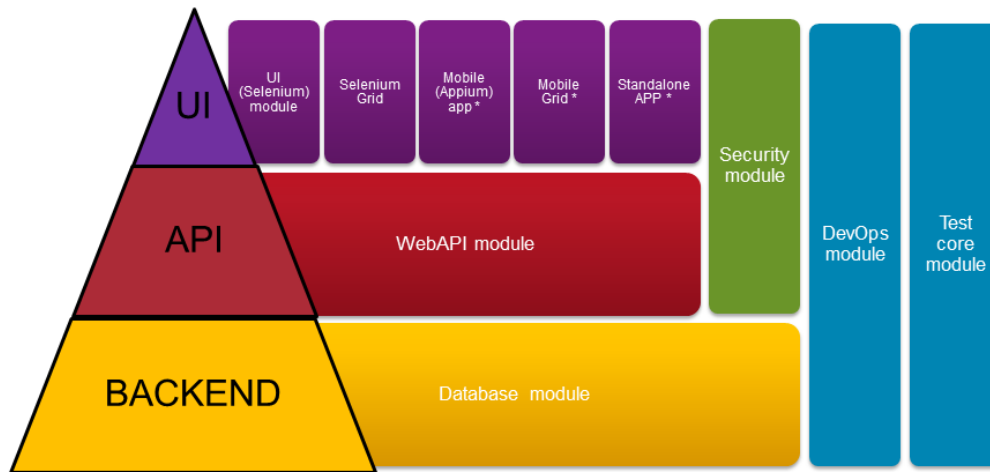 UI
UI
(Selenium)
module
Selenium
Grid
Mobile
(Appium)
app *
Mobile
Grid *
Standalone
APP *
Security
module
DevOps
module
Test
core
module
API
WebAPI module
BACKEND
Database module